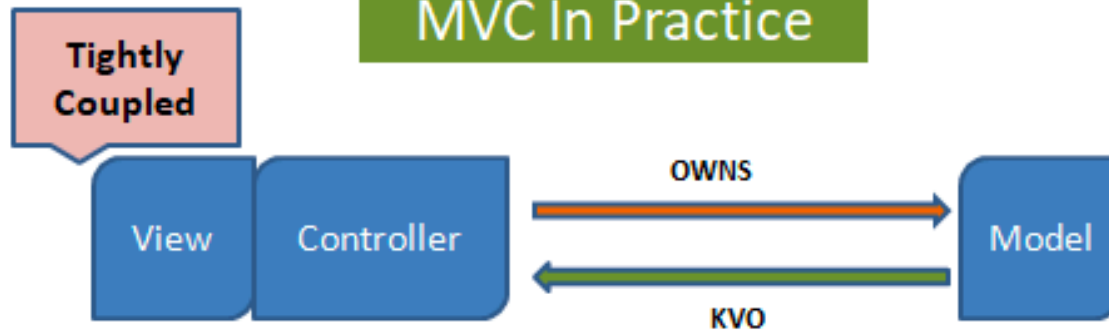 MVC In Practice
Tightly
Coupled
OWNS
View
Controller
Model
KVO